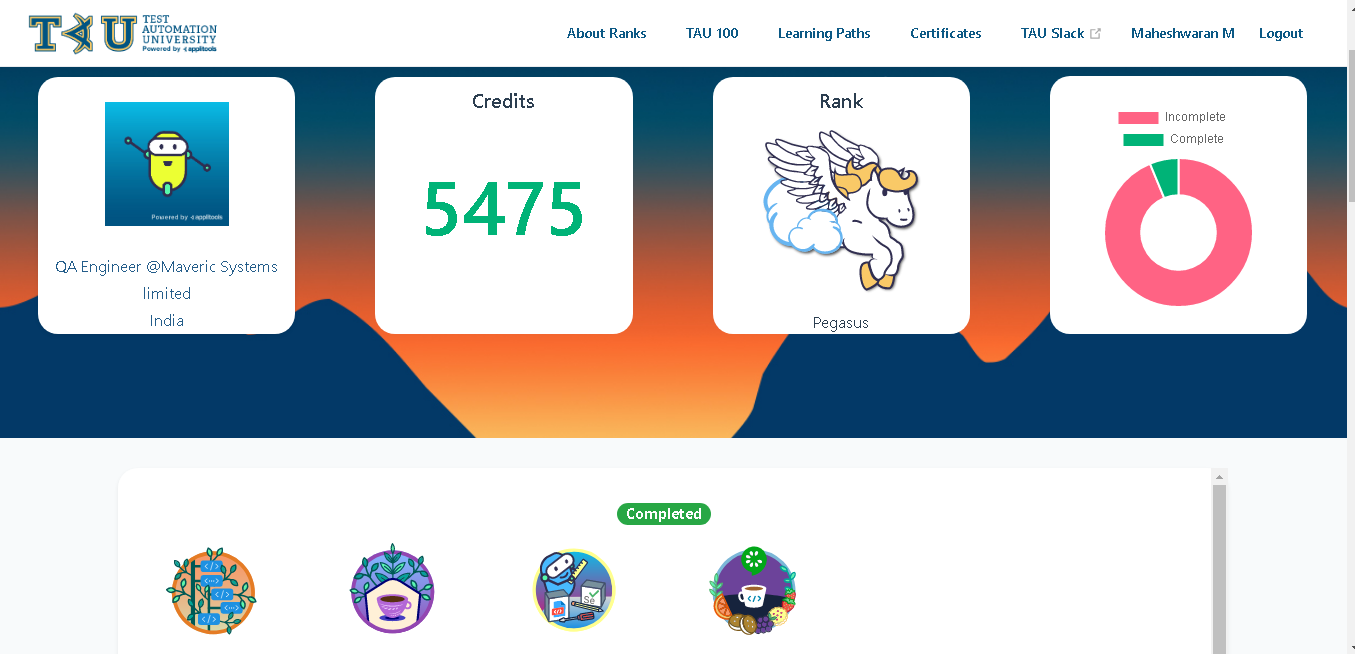 TAU
TEST
AUTOMATION
UNIVERSITY
Powered by applitools
About Ranks
TAU 100
Learning Paths
Certificates
TAU Slack
Maheshwaran M
Logout
Powered by applitools
QA Engineer @Maveric Systems
limited
India
Credits
5475
Rank
Pegasus
Incomplete
Complete
Completed